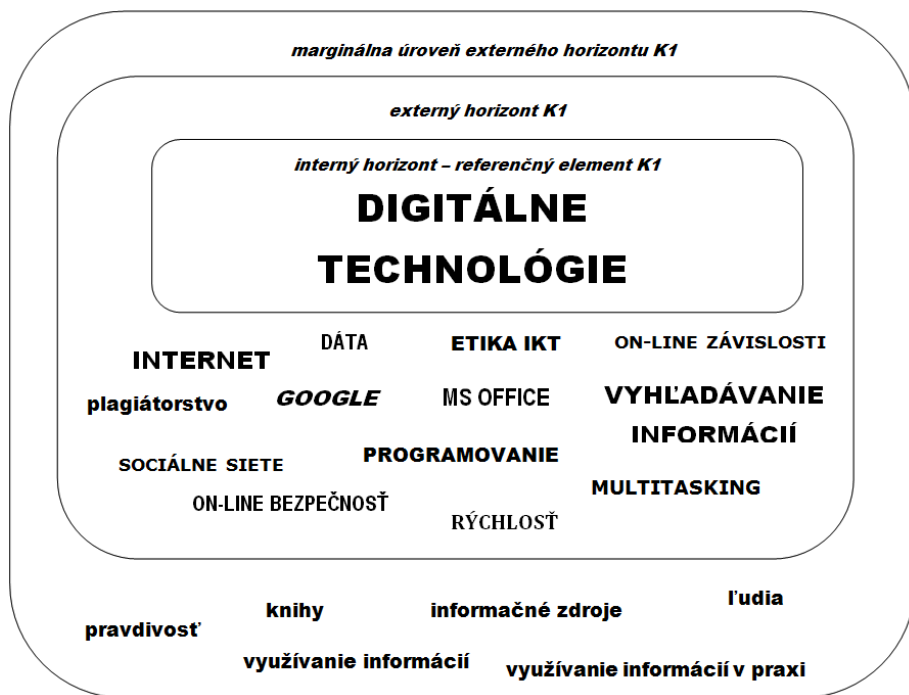 marginálna úroveň externého horizontu K1
externý horizont K1
interný horizont – referenčný element K1
DIGITÁLNE
TECHNOLÓGIE
INTERNET
DÁTA
ETIKA IKT
ON-LINE ZÁVISLOSTI
plagiátorstvo
GOOGLE
MS OFFICE
VYHĽADÁVANIE
INFORMÁCIÍ
SOCIÁLNE SIETE
PROGRAMOVANIE
MULTITASKING
ON-LINE BEZPEČNOSŤ
RÝCHLOSŤ
pravdivosť
knihy
informačné zdroje
ľudia
využívanie informácií
využívanie informácií v praxi